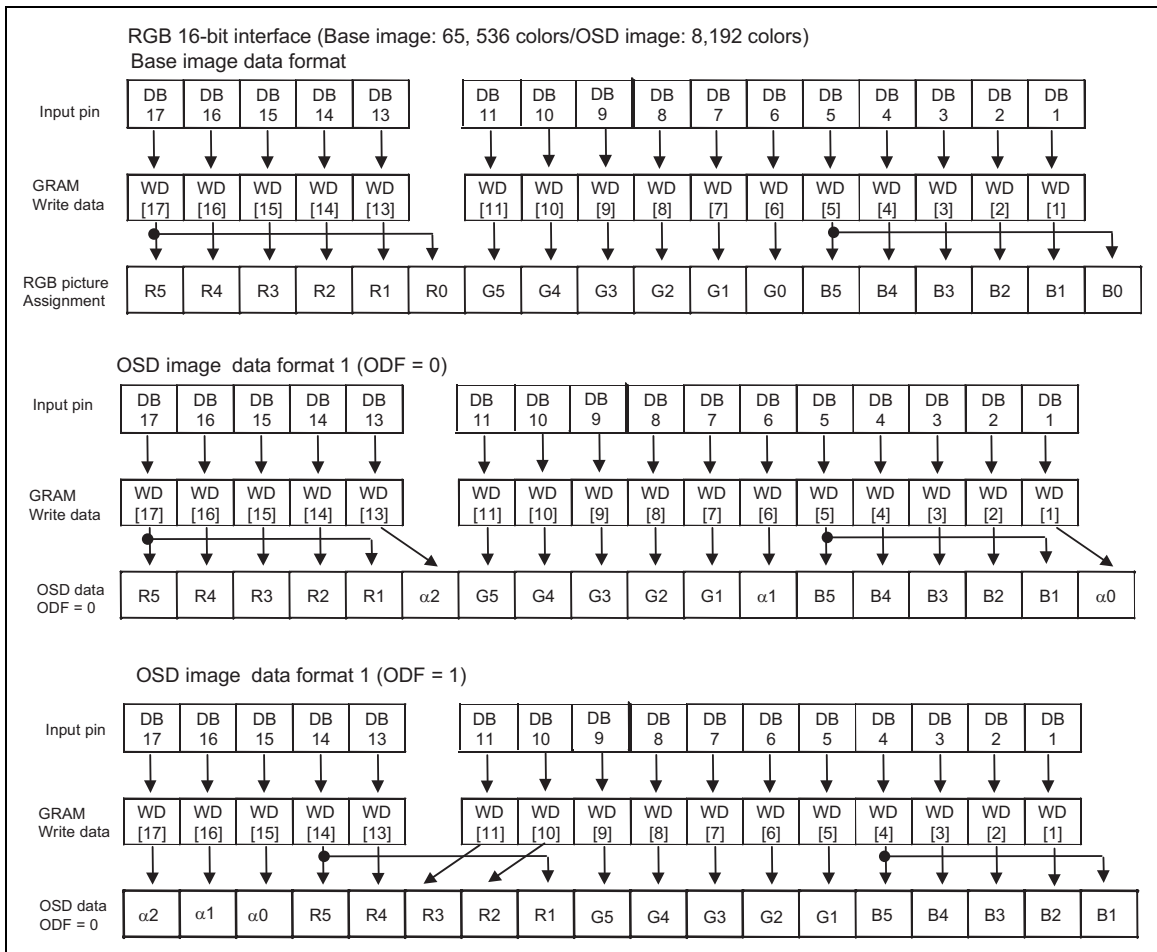 RGB 16-bit interface (Base image: 65, 536 colors/OSD image: 8,192 colors)
Base image data format
Input pin DB 17 DB 16 DB 15 DB 14 DB 13 DB 11 DB 10 DB 9 DB 8 DB 7 DB 6 DB 5 DB 4 DB 3 DB 2 DB 1
GRAM Write data WD [17] WD [16] WD [15] WD [14] WD [13] WD [11] WD [10] WD [9] WD [8] WD [7] WD [6] WD [5] WD [4] WD [3] WD [2] WD [1]
RGB picture Assignment R5 R4 R3 R2 R1 R0 G5 G4 G3 G2 G1 G0 B5 B4 B3 B2 B1 B0
OSD image data format 1 (ODF = 0)
Input pin DB 17 DB 16 DB 15 DB 14 DB 13 DB 11 DB 10 DB 9 DB 8 DB 7 DB 6 DB 5 DB 4 DB 3 DB 2 DB 1
GRAM Write data WD [17] WD [16] WD [15] WD [14] WD [13] WD [11] WD [10] WD [9] WD [8] WD [7] WD [6] WD [5] WD [4] WD [3] WD [2] WD [1]
OSD data ODF = 0 R5 R4 R3 R2 R1 α2 G5 G4 G3 G2 G1 α1 B5 B4 B3 B2 B1 α0
OSD image data format 1 (ODF = 1)
Input pin DB 17 DB 16 DB 15 DB 14 DB 13 DB 11 DB 10 DB 9 DB 8 DB 7 DB 6 DB 5 DB 4 DB 3 DB 2 DB 1
GRAM Write data WD [17] WD [16] WD [15] WD [14] WD [13] WD [11] WD [10] WD [9] WD [8] WD [7] WD [6] WD [5] WD [4] WD [3] WD [2] WD [1]
OSD data ODF = 0 α2 α1 α0 R5 R4 R3 R2 R1 G5 G4 G3 G2 G1 B5 B4 B3 B2 B1